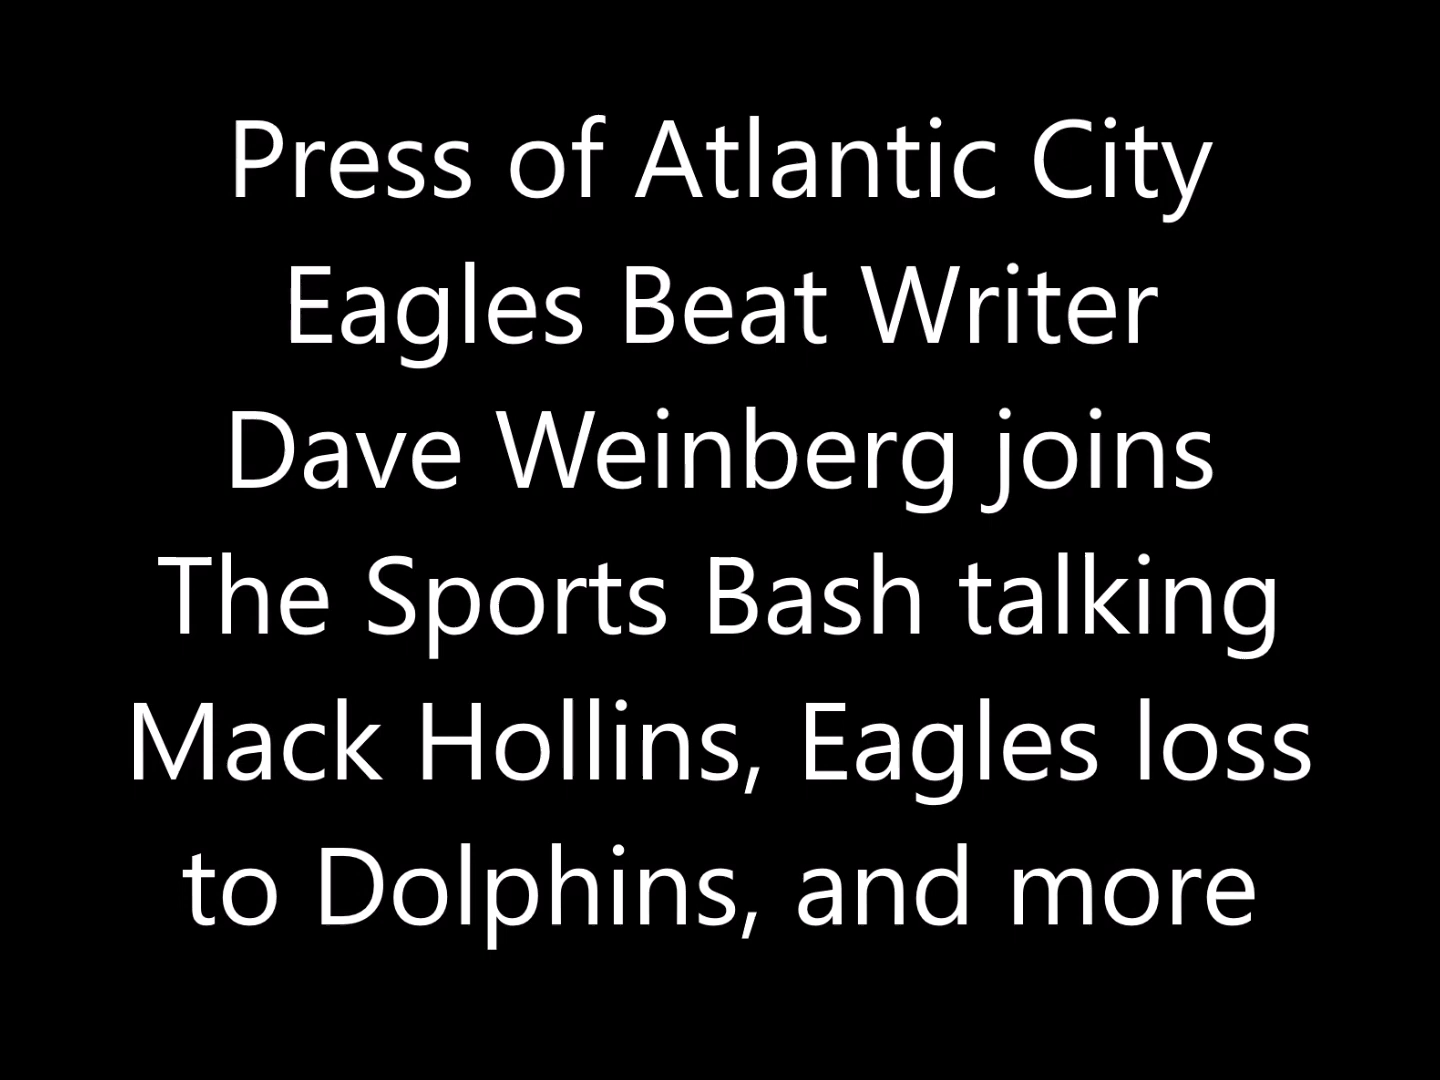 Press of Atlantic City
Eagles Beat Writer
Dave Weinberg joins
The Sports Bash talking
Mack Hollins, Eagles loss
to Dolphins, and more